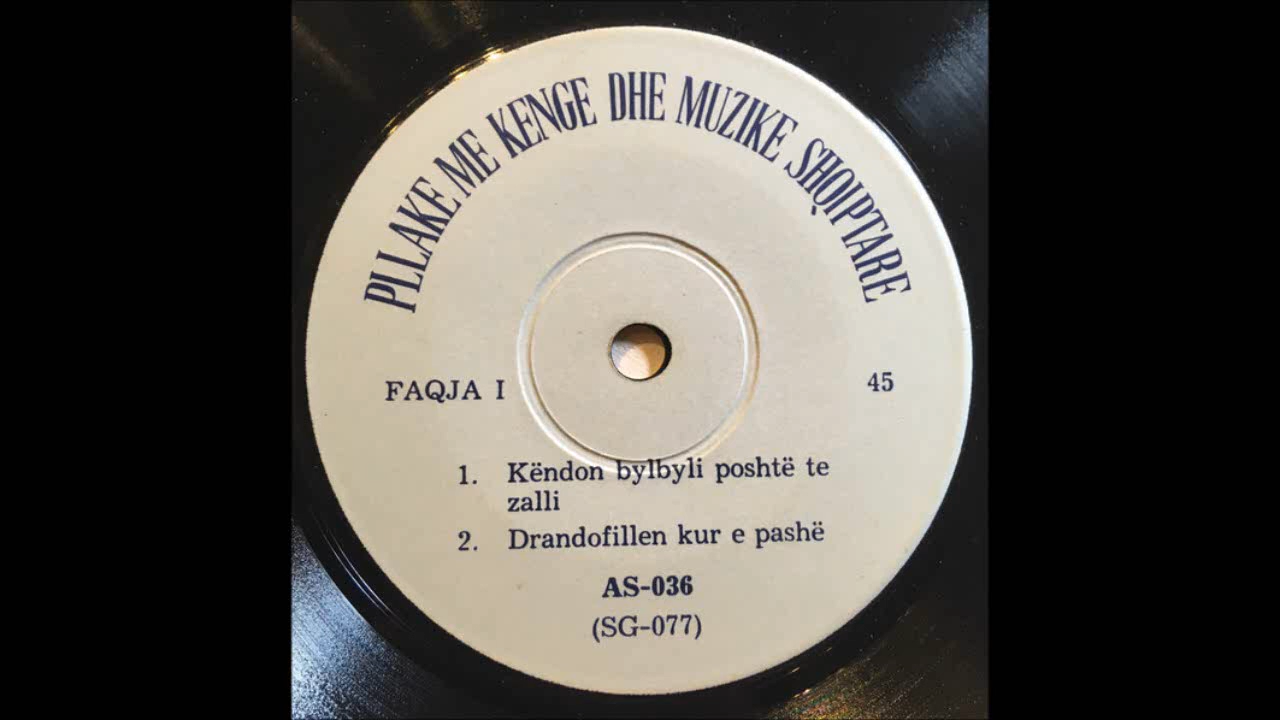 PLLAKE ME KENGE DHE MUZIKE SHQIPTARE
FAQJA I
45
1. Këndon bylbyli poshtë te
zalli
2. Drandofillen kur e pashë
AS-036
(SG-077)